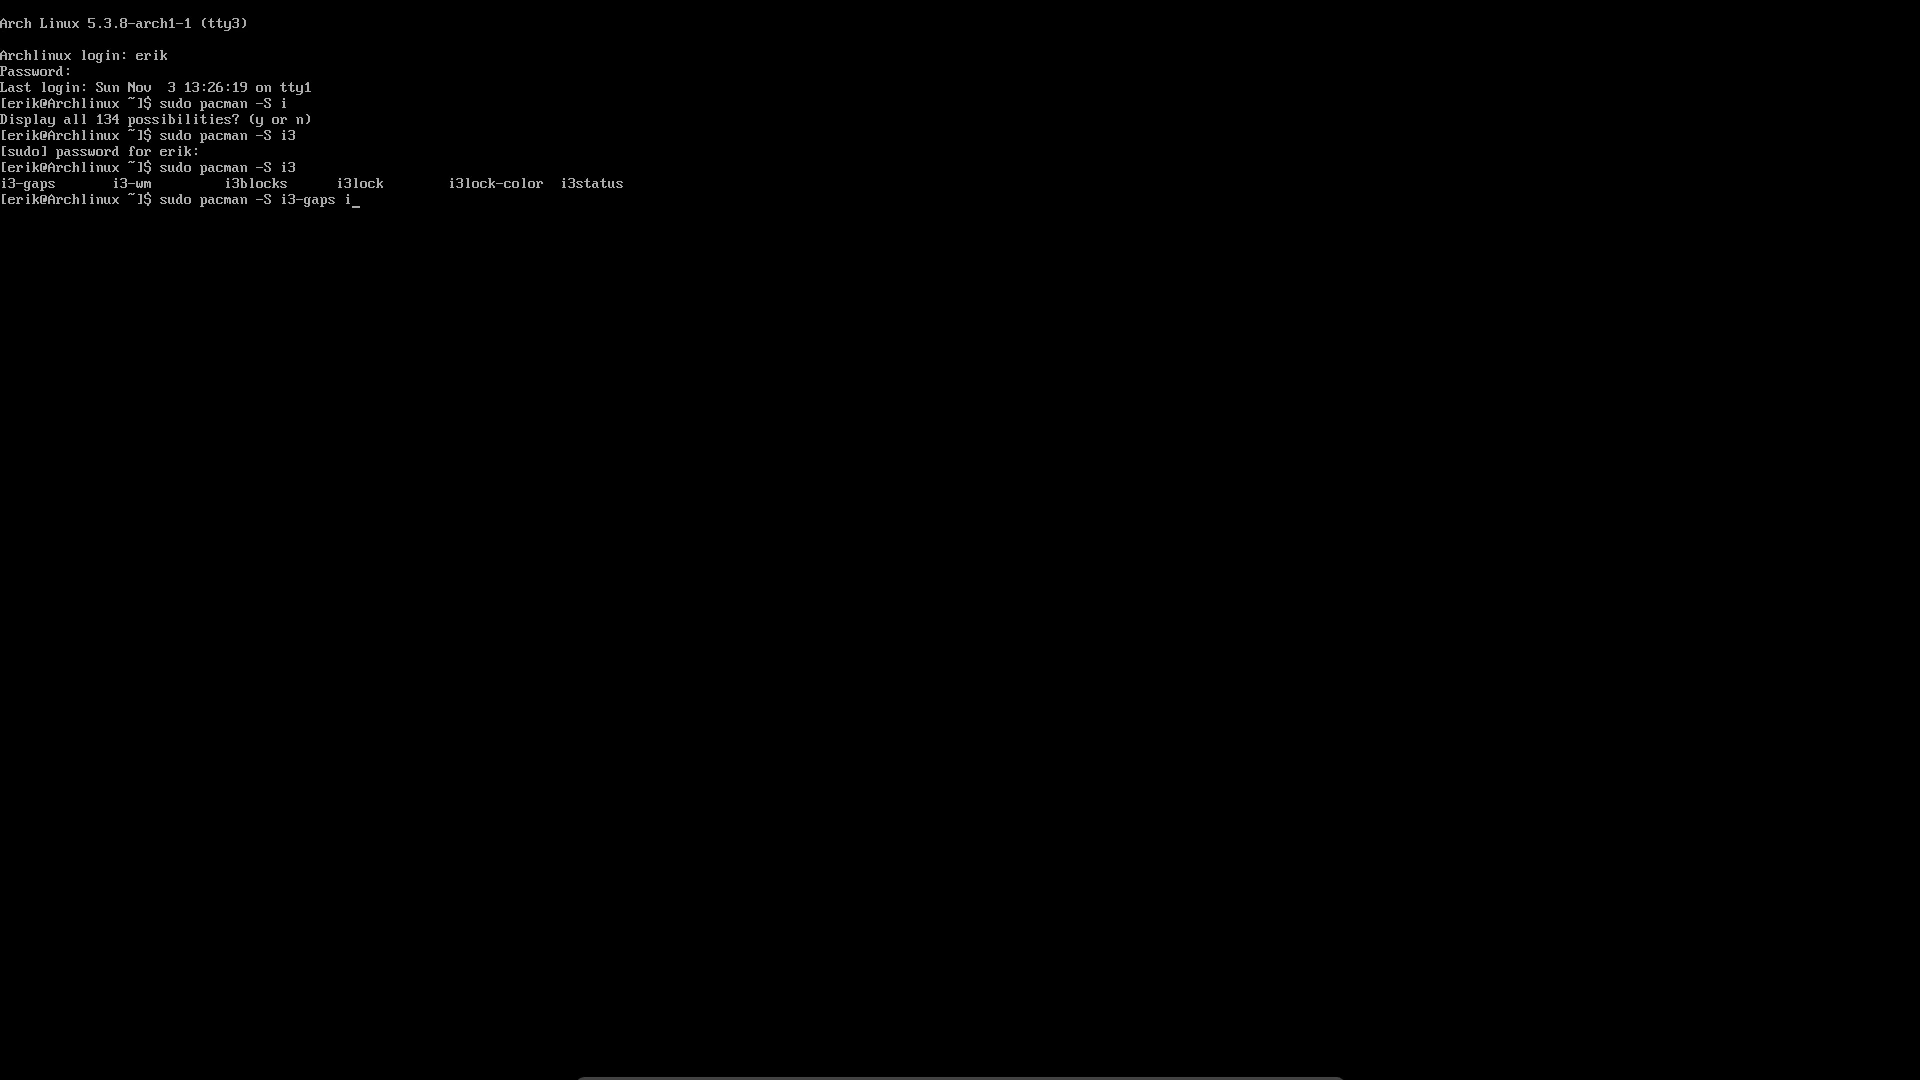 Arch Linux 5.3.8-arch1-1 (tty3)
Archlinux login: erik
Password:
Last login: Sun Nov  3 13:26:19 on tty1
[erik@Archlinux ~]$ sudo pacman -S i
Display all 134 possibilities? (y or n)
[erik@Archlinux ~]$ sudo pacman -S i3
[sudo] password for erik:
[erik@Archlinux ~]$ sudo pacman -S i3
i3-gaps       i3-wm         i3blocks      i3lock        i3lock-color  i3status
[erik@Archlinux ~]$ sudo pacman -S i3-gaps i_